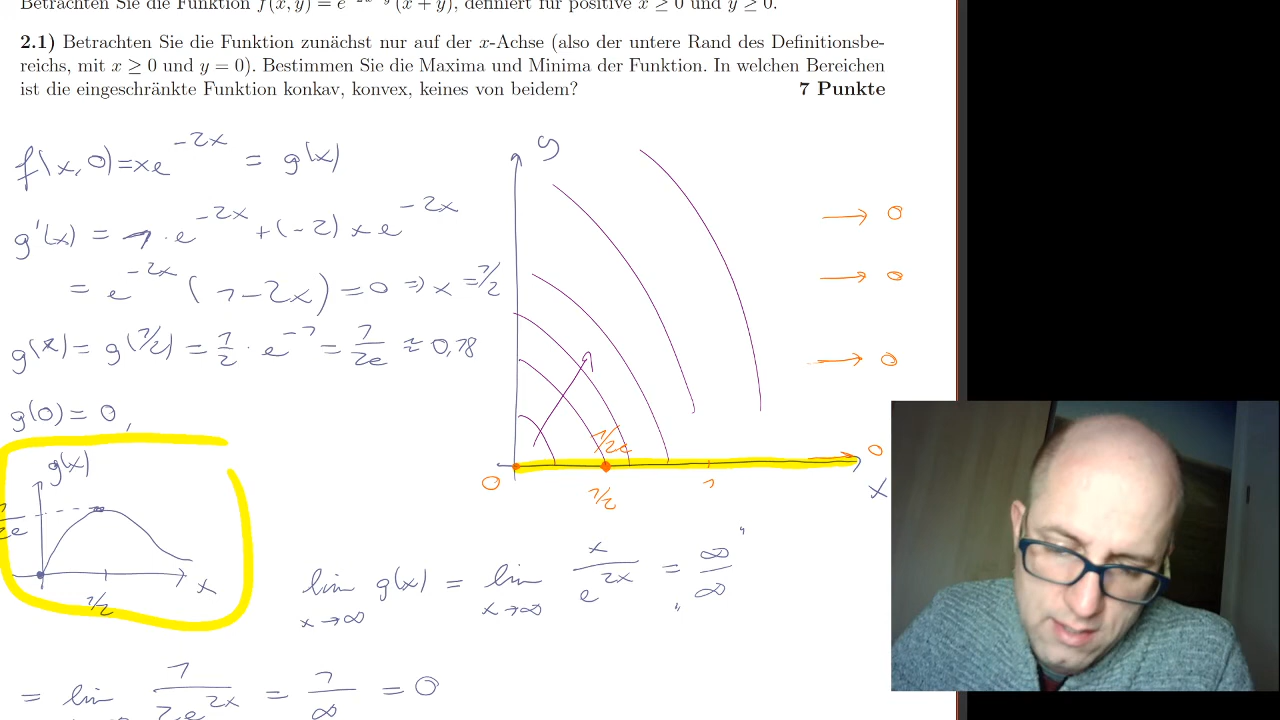 Betrachten Sie die Funktion f(x, y) = e^{-2x-y}(x + y), definiert für positive x ≥ 0 und y ≥ 0.
2.1) Betrachten Sie die Funktion zunächst nur auf der x-Achse (also der untere Rand des Definitionsbe-
reichs, mit x ≥ 0 und y = 0). Bestimmen Sie die Maxima und Minima der Funktion. In welchen Bereichen
ist die eingeschränkte Funktion konkav, konvex, keines von beidem? 7 Punkte
f(x,0)=xe^{-2x} = g(x)
g'(x) = 1·e^{-2x} +(-2) x e^{-2x}
= e^{-2x} (1-2x) = 0 ⇒ x = 1/2
g(x) = g(1/2) = 1/2 · e^{-1} = 1/2e ≈ 0,18
g(0) = 0,
g(x)
1/2e
x
1/2
y
→ 0
→ 0
→ 0
1/2e
0
0
1/2
1
x
lim x→∞ g(x) = lim x→∞ x/e^{2x} = "∞/∞"
= lim 1/2·e^{2x} = 1/∞ = 0